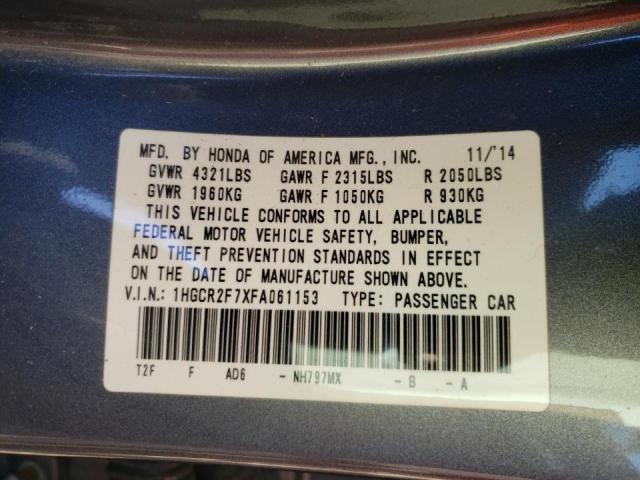 MFD. BY HONDA OF AMERICA MFG., INC. 11/'14
GVWR 4321LBS GAWR F 2315LBS R 2050LBS
GVWR 1960KG GAWR F 1050KG R 930KG
THIS VEHICLE CONFORMS TO ALL APPLICABLE
FEDERAL MOTOR VEHICLE SAFETY, BUMPER,
AND THEFT PREVENTION STANDARDS IN EFFECT
ON THE DATE OF MANUFACTURE SHOWN ABOVE.
V.I.N.: 1HGCR2F7XFA061153 TYPE: PASSENGER CAR
T2F F AD6 - NH797MX - B - A